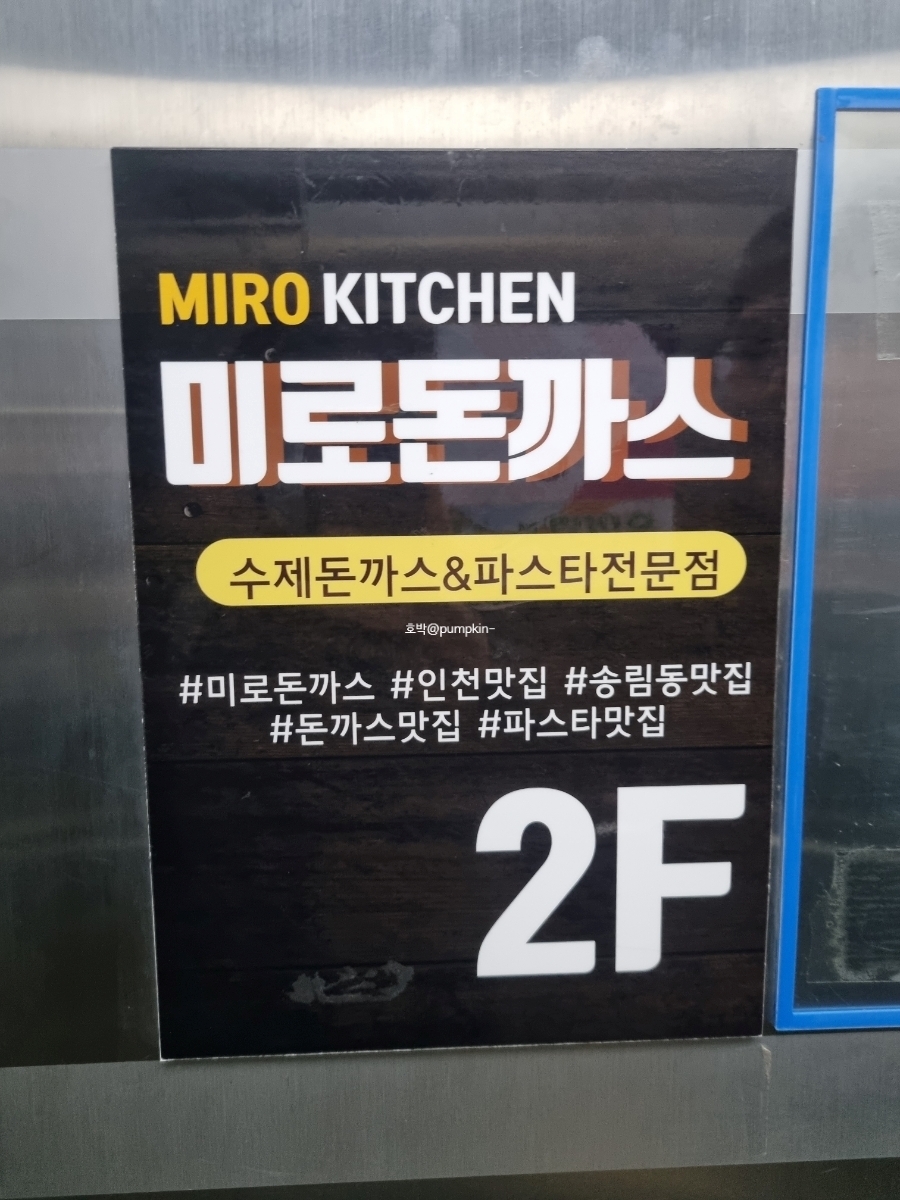 MIRO KITCHEN
미로돈까스
수제돈까스&파스타전문점
호박@pumpkin~
#미로돈까스 #인천맛집 #송림동맛집
#돈까스맛집 #파스타맛집
2F